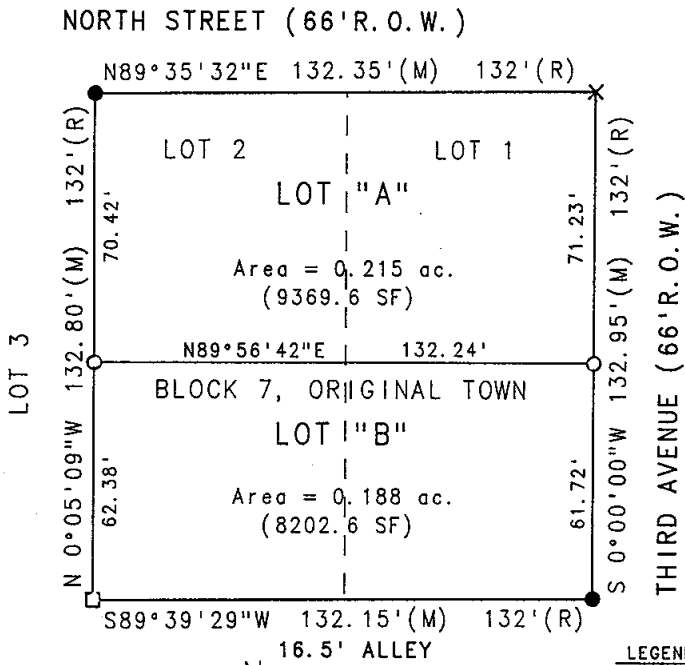 NORTH STREET (66'R.O.W.)
N89°35'32"E 132.35'(M) 132'(R)
LOT 2
LOT 1
LOT "A"
Area = 0.215 ac.
(9369.6 SF)
N 0°05'09"W 132.80'(M) 132'(R)
70.42'
62.38'
LOT 3
71.23'
61.72'
S 0°00'00"W 132.95'(M) 132'(R)
THIRD AVENUE (66'R.O.W.)
N89°56'42"E 132.24'
BLOCK 7, ORIGINAL TOWN
LOT "B"
Area = 0.188 ac.
(8202.6 SF)
S89°39'29"W 132.15'(M) 132'(R)
16.5' ALLEY